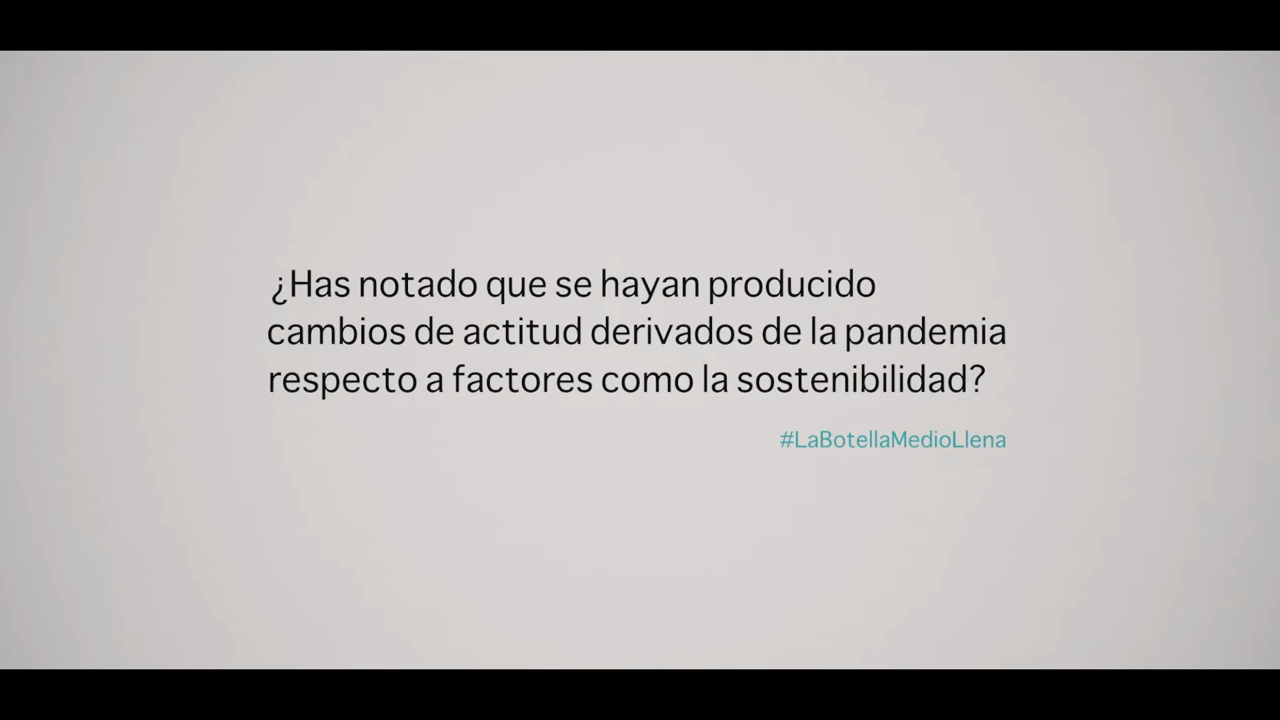 ¿Has notado que se hayan producido
cambios de actitud derivados de la pandemia
respecto a factores como la sostenibilidad?
#LaBotellaMedioLlena